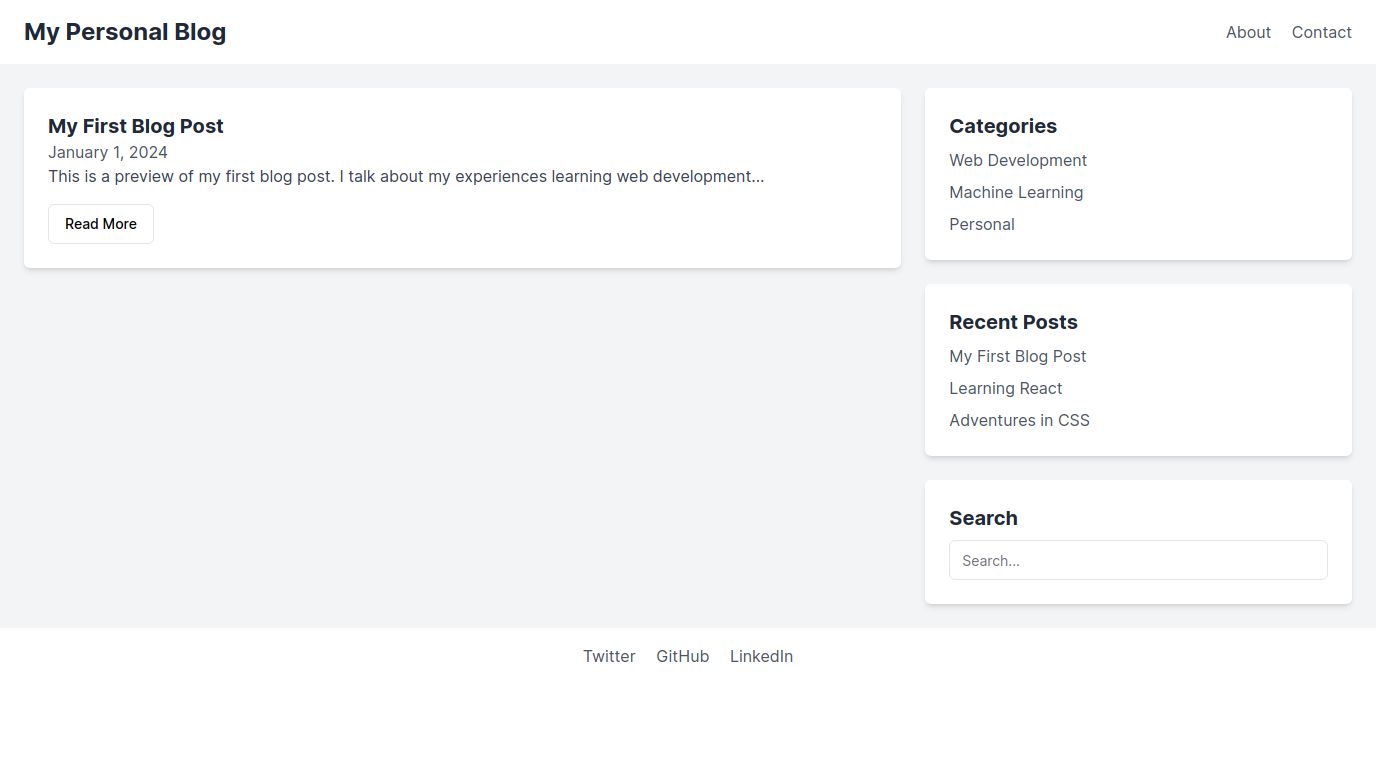 My Personal Blog
About Contact
My First Blog Post
January 1, 2024
This is a preview of my first blog post. I talk about my experiences learning web development...
Read More
Categories
Web Development
Machine Learning
Personal
Recent Posts
My First Blog Post
Learning React
Adventures in CSS
Search
Search...
Twitter GitHub LinkedIn